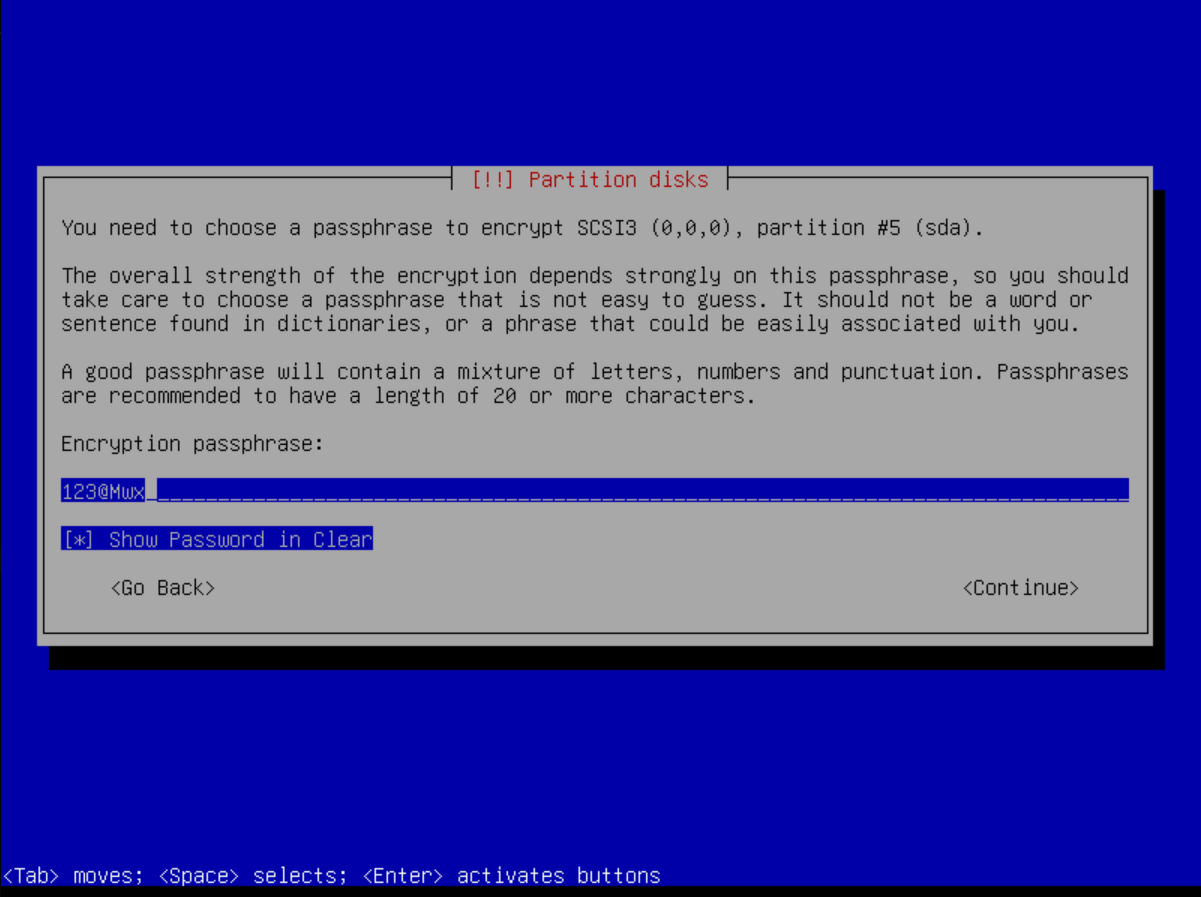 [!!] Partition disks
You need to choose a passphrase to encrypt SCSI3 (0,0,0), partition #5 (sda).
The overall strength of the encryption depends strongly on this passphrase, so you should
take care to choose a passphrase that is not easy to guess. It should not be a word or
sentence found in dictionaries, or a phrase that could be easily associated with you.
A good passphrase will contain a mixture of letters, numbers and punctuation. Passphrases
are recommended to have a length of 20 or more characters.
Encryption passphrase:
123@Mwx
[*] Show Password in Clear
<Go Back> <Continue>
<Tab> moves; <Space> selects; <Enter> activates buttons